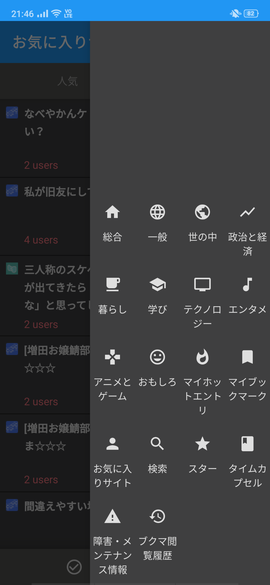 21:46
82
お気に入り
人気
なべやかんケ
い？
2 users
私が旧友にし
4 users
三人称のスケ
が出てきたら
な」と思って
2 users
[増田お嬢鯖部
☆☆☆
2 users
[増田お嬢鯖部
ま☆☆☆
2 users
間違えやすい
総合
一般
世の中
政治と経
済
暮らし
学び
テクノロ
ジー
エンタメ
アニメと
ゲーム
おもしろ
マイホッ
トエント
リ
マイブッ
クマーク
お気に入
りサイト
検索
スター
タイムカ
プセル
障害・メ
ンテナン
ス情報
ブクマ閲
覧履歴